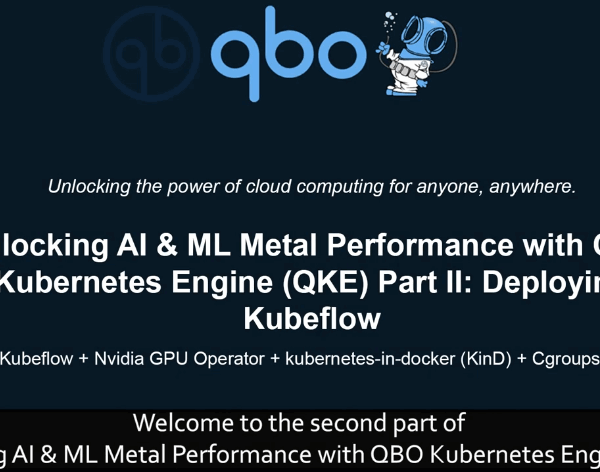 qb
qbo
Unlocking the power of cloud computing for anyone, anywhere.
locking AI & ML Metal Performance with
Kubernetes Engine (QKE) Part II: Deployin
Kubeflow
Kubeflow + Nvidia GPU Operator + kubernetes-in-docker (KinD) + Cgroups
Welcome to the second part of
g AI & ML Metal Performance with QBO Kubernetes Eng